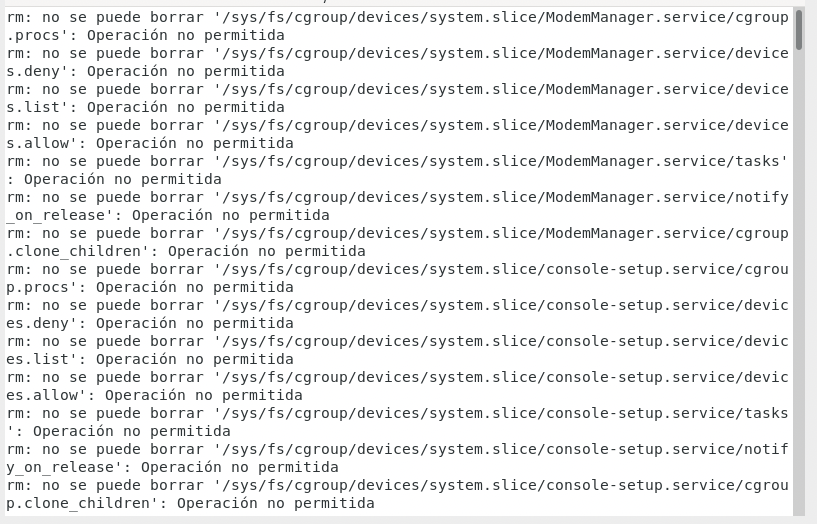 rm: no se puede borrar '/sys/fs/cgroup/devices/system.slice/ModemManager.service/cgroup
.procs': Operación no permitida
rm: no se puede borrar '/sys/fs/cgroup/devices/system.slice/ModemManager.service/device
s.deny': Operación no permitida
rm: no se puede borrar '/sys/fs/cgroup/devices/system.slice/ModemManager.service/device
s.list': Operación no permitida
rm: no se puede borrar '/sys/fs/cgroup/devices/system.slice/ModemManager.service/device
s.allow': Operación no permitida
rm: no se puede borrar '/sys/fs/cgroup/devices/system.slice/ModemManager.service/tasks'
: Operación no permitida
rm: no se puede borrar '/sys/fs/cgroup/devices/system.slice/ModemManager.service/notify
_on_release': Operación no permitida
rm: no se puede borrar '/sys/fs/cgroup/devices/system.slice/ModemManager.service/cgroup
.clone_children': Operación no permitida
rm: no se puede borrar '/sys/fs/cgroup/devices/system.slice/console-setup.service/cgrou
p.procs': Operación no permitida
rm: no se puede borrar '/sys/fs/cgroup/devices/system.slice/console-setup.service/devic
es.deny': Operación no permitida
rm: no se puede borrar '/sys/fs/cgroup/devices/system.slice/console-setup.service/devic
es.list': Operación no permitida
rm: no se puede borrar '/sys/fs/cgroup/devices/system.slice/console-setup.service/devic
es.allow': Operación no permitida
rm: no se puede borrar '/sys/fs/cgroup/devices/system.slice/console-setup.service/tasks
': Operación no permitida
rm: no se puede borrar '/sys/fs/cgroup/devices/system.slice/console-setup.service/notif
y_on_release': Operación no permitida
rm: no se puede borrar '/sys/fs/cgroup/devices/system.slice/console-setup.service/cgrou
p.clone_children': Operación no permitida